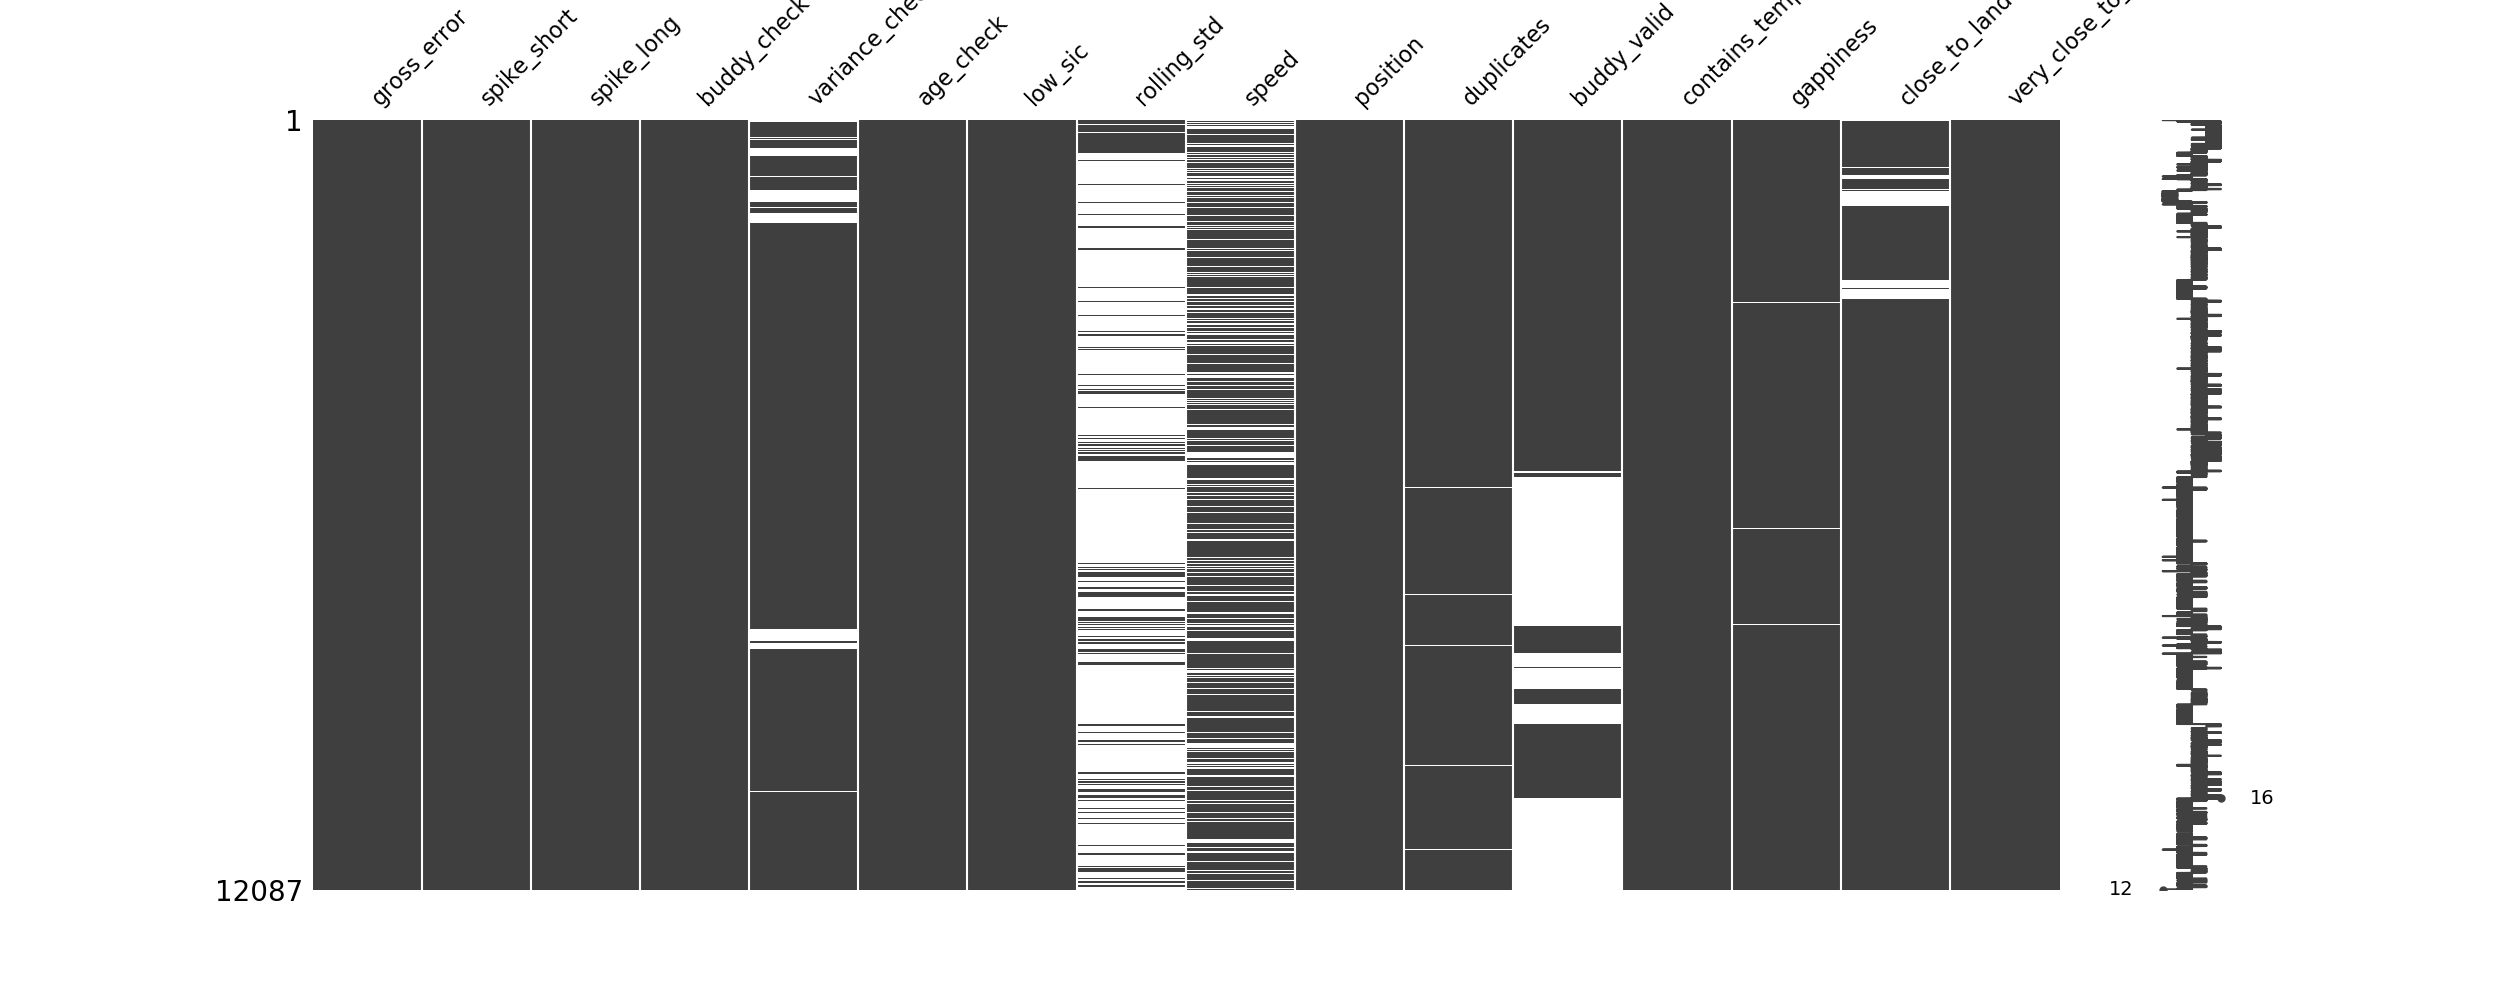 gross_error
spike_short
spike_long
buddy_check
age_check
low_sic
rolling_std
speed
position
duplicates
buddy_valid
gappiness
close_to_land
1
16
12
12087